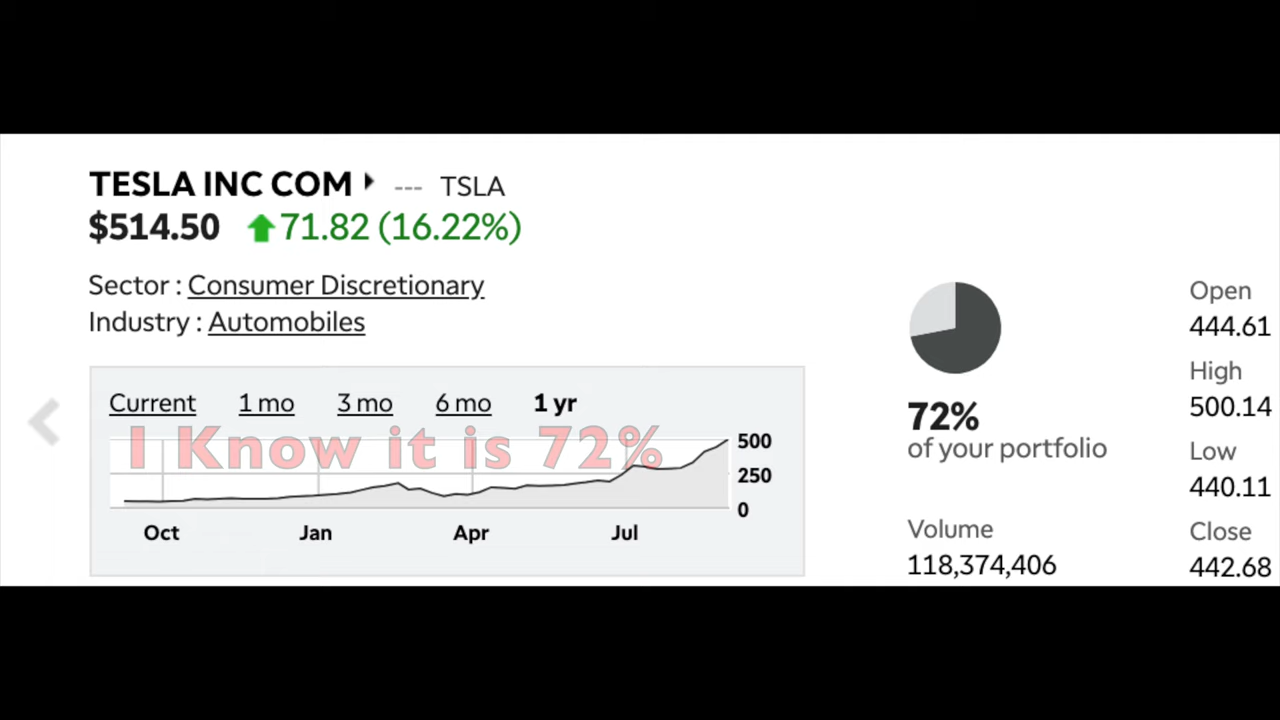 TESLA INC COM --- TSLA
$514.50 71.82 (16.22%)
Sector : Consumer Discretionary
Industry : Automobiles
Current 1 mo 3 mo 6 mo 1 yr
I Know it is 72%
500
250
0
Oct Jan Apr Jul
72%
of your portfolio
Volume
118,374,406
Open
444.61
High
500.14
Low
440.11
Close
442.68